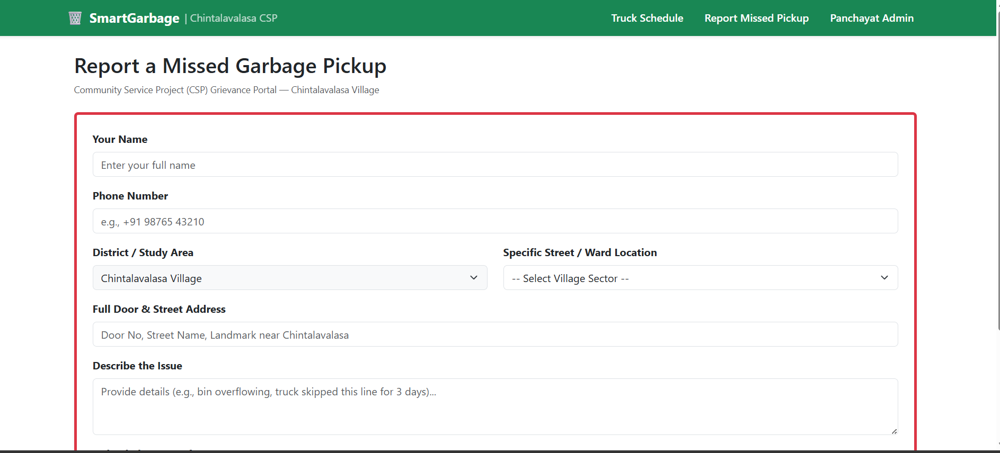 SmartGarbage | Chintalavalasa CSP
Truck Schedule
Report Missed Pickup
Panchayat Admin
Report a Missed Garbage Pickup
Community Service Project (CSP) Grievance Portal — Chintalavalasa Village
Your Name
Enter your full name
Phone Number
e.g., +91 98765 43210
District / Study Area
Chintalavalasa Village
Specific Street / Ward Location
-- Select Village Sector --
Full Door & Street Address
Door No, Street Name, Landmark near Chintalavalasa
Describe the Issue
Provide details (e.g., bin overflowing, truck skipped this line for 3 days)...